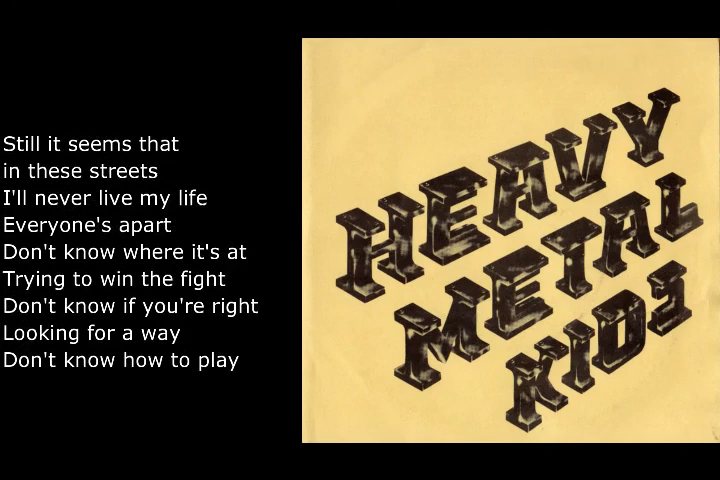 Still it seems that
in these streets
I'll never live my life
Everyone's apart
Don't know where it's at
Trying to win the fight
Don't know if you're right
Looking for a way
Don't know how to play
HEAVY
METAL
KIDS